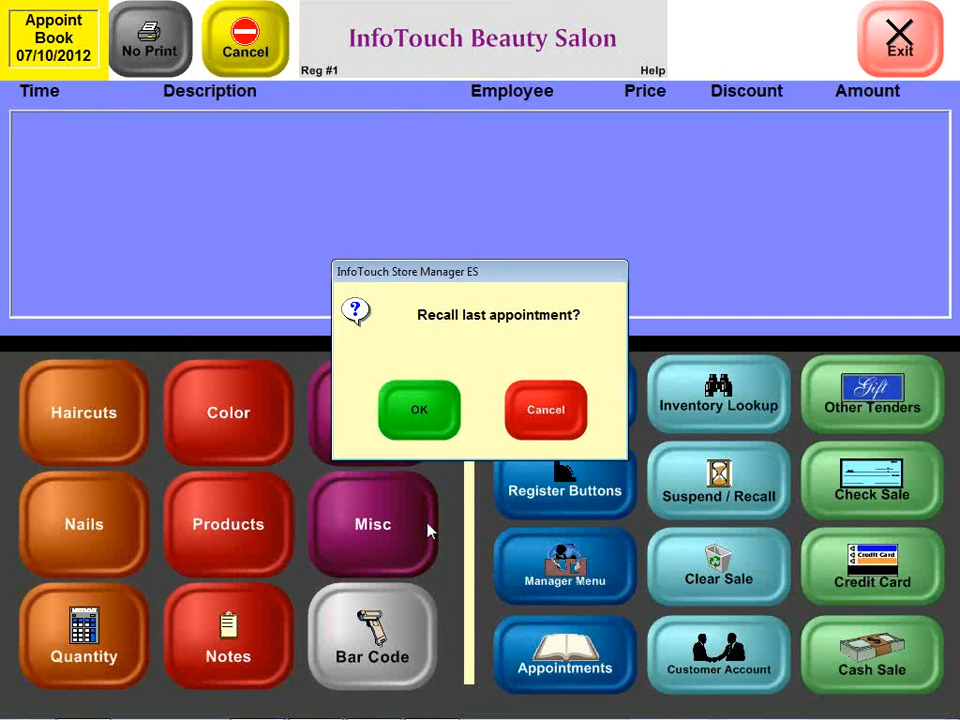 Appoint
Book
07/10/2012
No Print
Cancel
InfoTouch Beauty Salon
Reg #1
Help
Exit
Time Description Employee Price Discount Amount
InfoTouch Store Manager ES
Recall last appointment?
OK
Cancel
Haircuts
Color
Inventory Lookup
Gift
Other Tenders
Nails
Products
Misc
Register Buttons
Suspend / Recall
Check Sale
Manager Menu
Clear Sale
Credit Card
Credit Card
Quantity
Notes
Bar Code
Appointments
Customer Account
Cash Sale